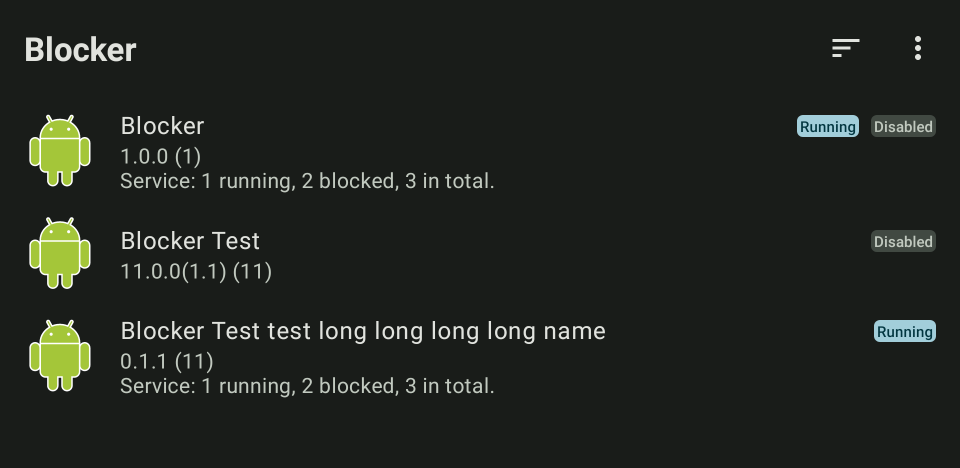 Blocker
Blocker Running Disabled
1.0.0 (1)
Service: 1 running, 2 blocked, 3 in total.
Blocker Test Disabled
11.0.0(1.1) (11)
Blocker Test test long long long long name Running
0.1.1 (11)
Service: 1 running, 2 blocked, 3 in total.